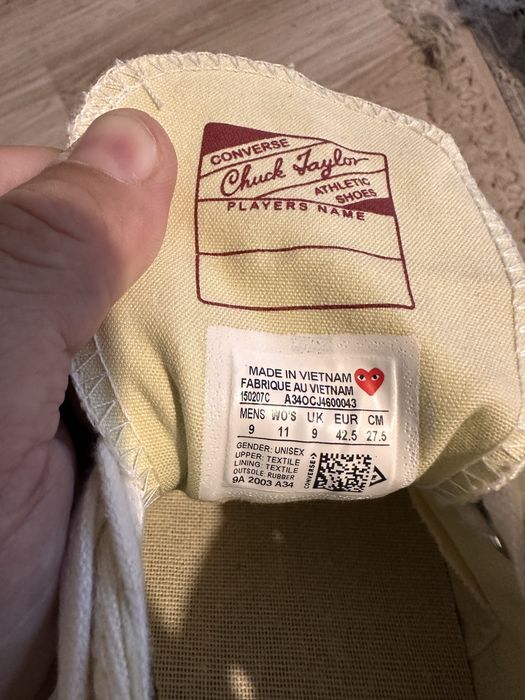 CONVERSE
Chuck Taylor
ATHLETIC
SHOES
PLAYERS NAME
MADE IN VIETNAM
FABRIQUE AU VIETNAM
150207C A34OCJ4600043
MENS WO'S UK EUR CM
9 11 9 42.5 27.5
GENDER: UNISEX
UPPER: TEXTILE
LINING: TEXTILE
OUTSOLE: RUBBER
9A 2003 A34
CONVERSE